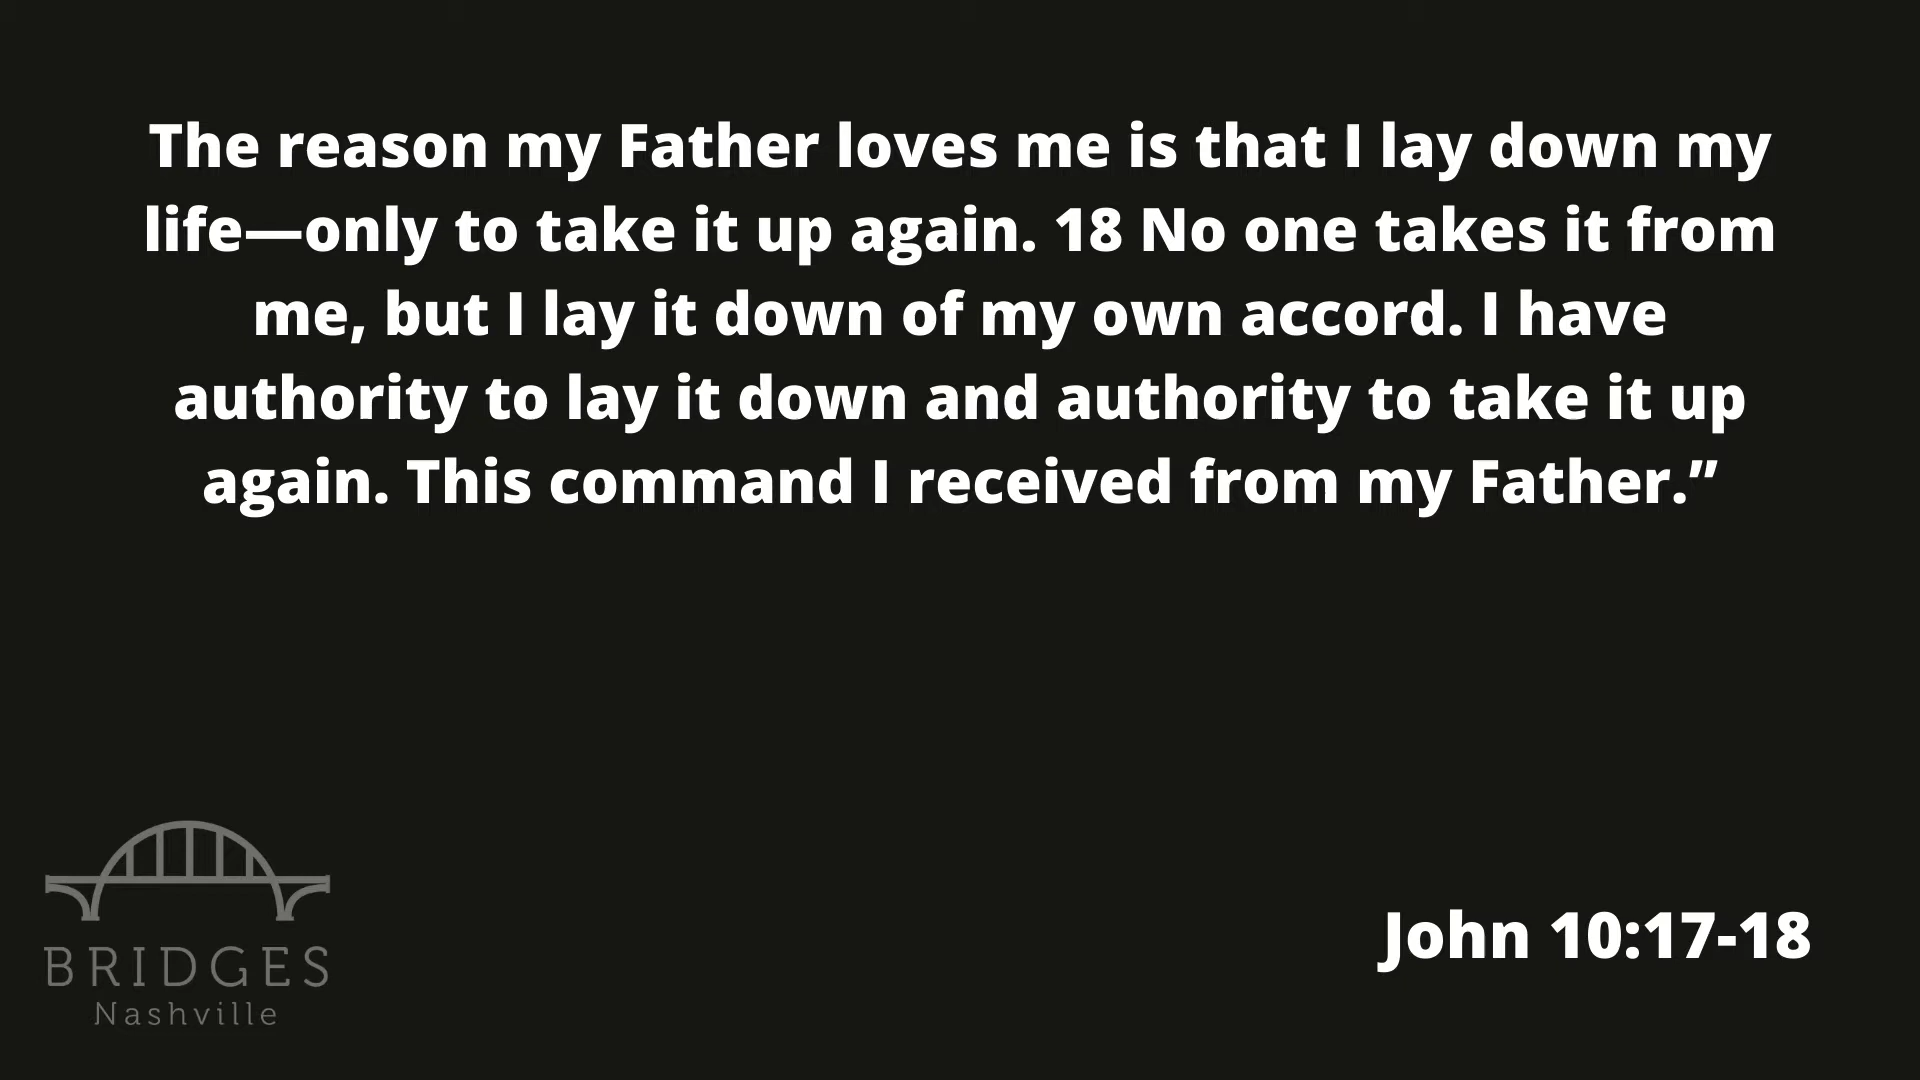 The reason my Father loves me is that I lay down my
life—only to take it up again. 18 No one takes it from
me, but I lay it down of my own accord. I have
authority to lay it down and authority to take it up
again. This command I received from my Father.”
John 10:17-18
BRIDGES
Nashville